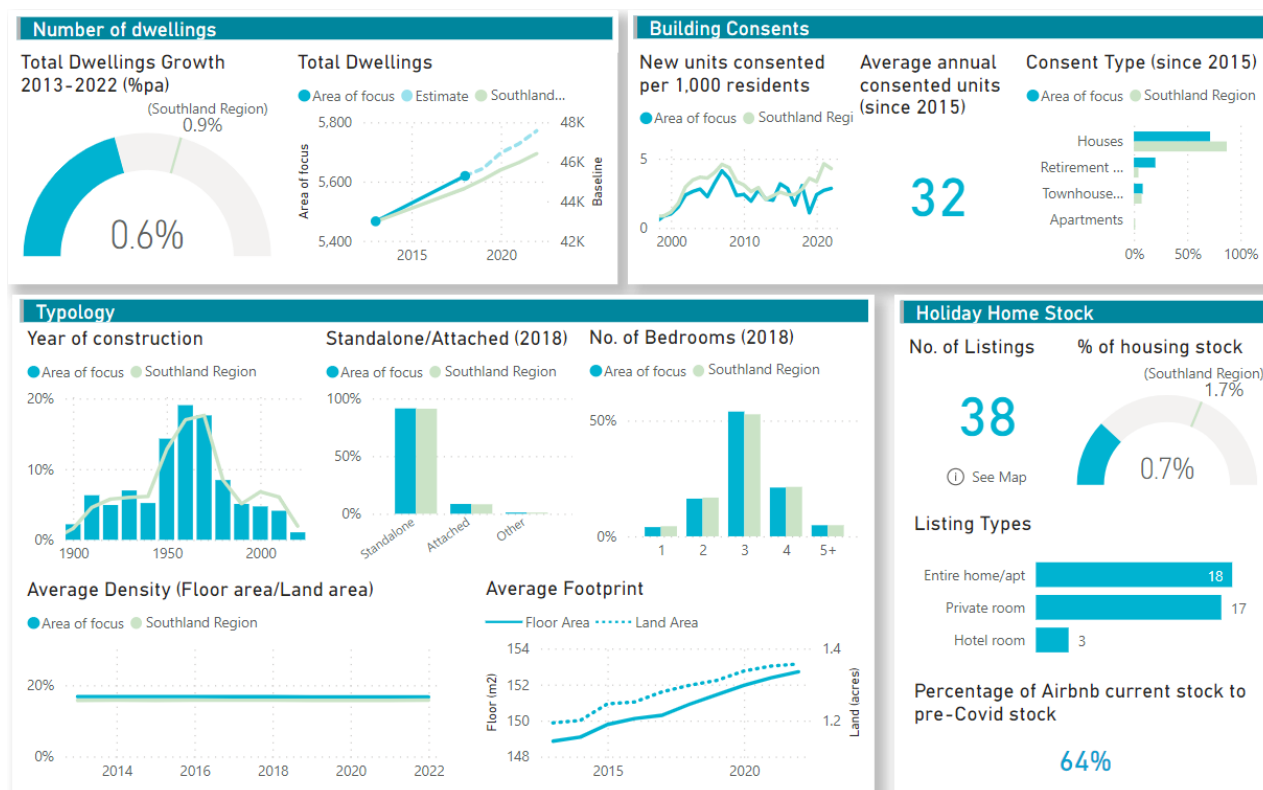 Number of dwellings
Total Dwellings Growth
2013-2022 (%pa)
(Southland Region)
0.9%
0.6%
Total Dwellings
Area of focus Estimate Southland...
5,800
5,600
5,400
Area of focus
48K
46K
44K
42K
Baseline
2015 2020
Building Consents
New units consented
per 1,000 residents
Area of focus Southland Regi
5
0
2000 2010 2020
Average annual
consented units
(since 2015)
32
Consent Type (since 2015)
Area of focus Southland Region
Houses
Retirement ...
Townhouse...
Apartments
0% 50% 100%
Typology
Year of construction
Area of focus Southland Region
20%
10%
0%
1900 1950 2000
Standalone/Attached (2018)
Area of focus Southland Region
100%
50%
0%
Standalone Attached Other
No. of Bedrooms (2018)
Area of focus Southland Region
50%
0%
1 2 3 4 5+
Average Density (Floor area/Land area)
Area of focus Southland Region
20%
0%
2014 2016 2018 2020 2022
Average Footprint
Floor Area Land Area
154
152
150
148
Floor (m2)
1.4
1.2
Land (acres)
2015 2020
Holiday Home Stock
No. of Listings
38
See Map
% of housing stock
(Southland Region)
1.7%
0.7%
Listing Types
Entire home/apt 18
Private room 17
Hotel room 3
Percentage of Airbnb current stock to
pre-Covid stock
64%